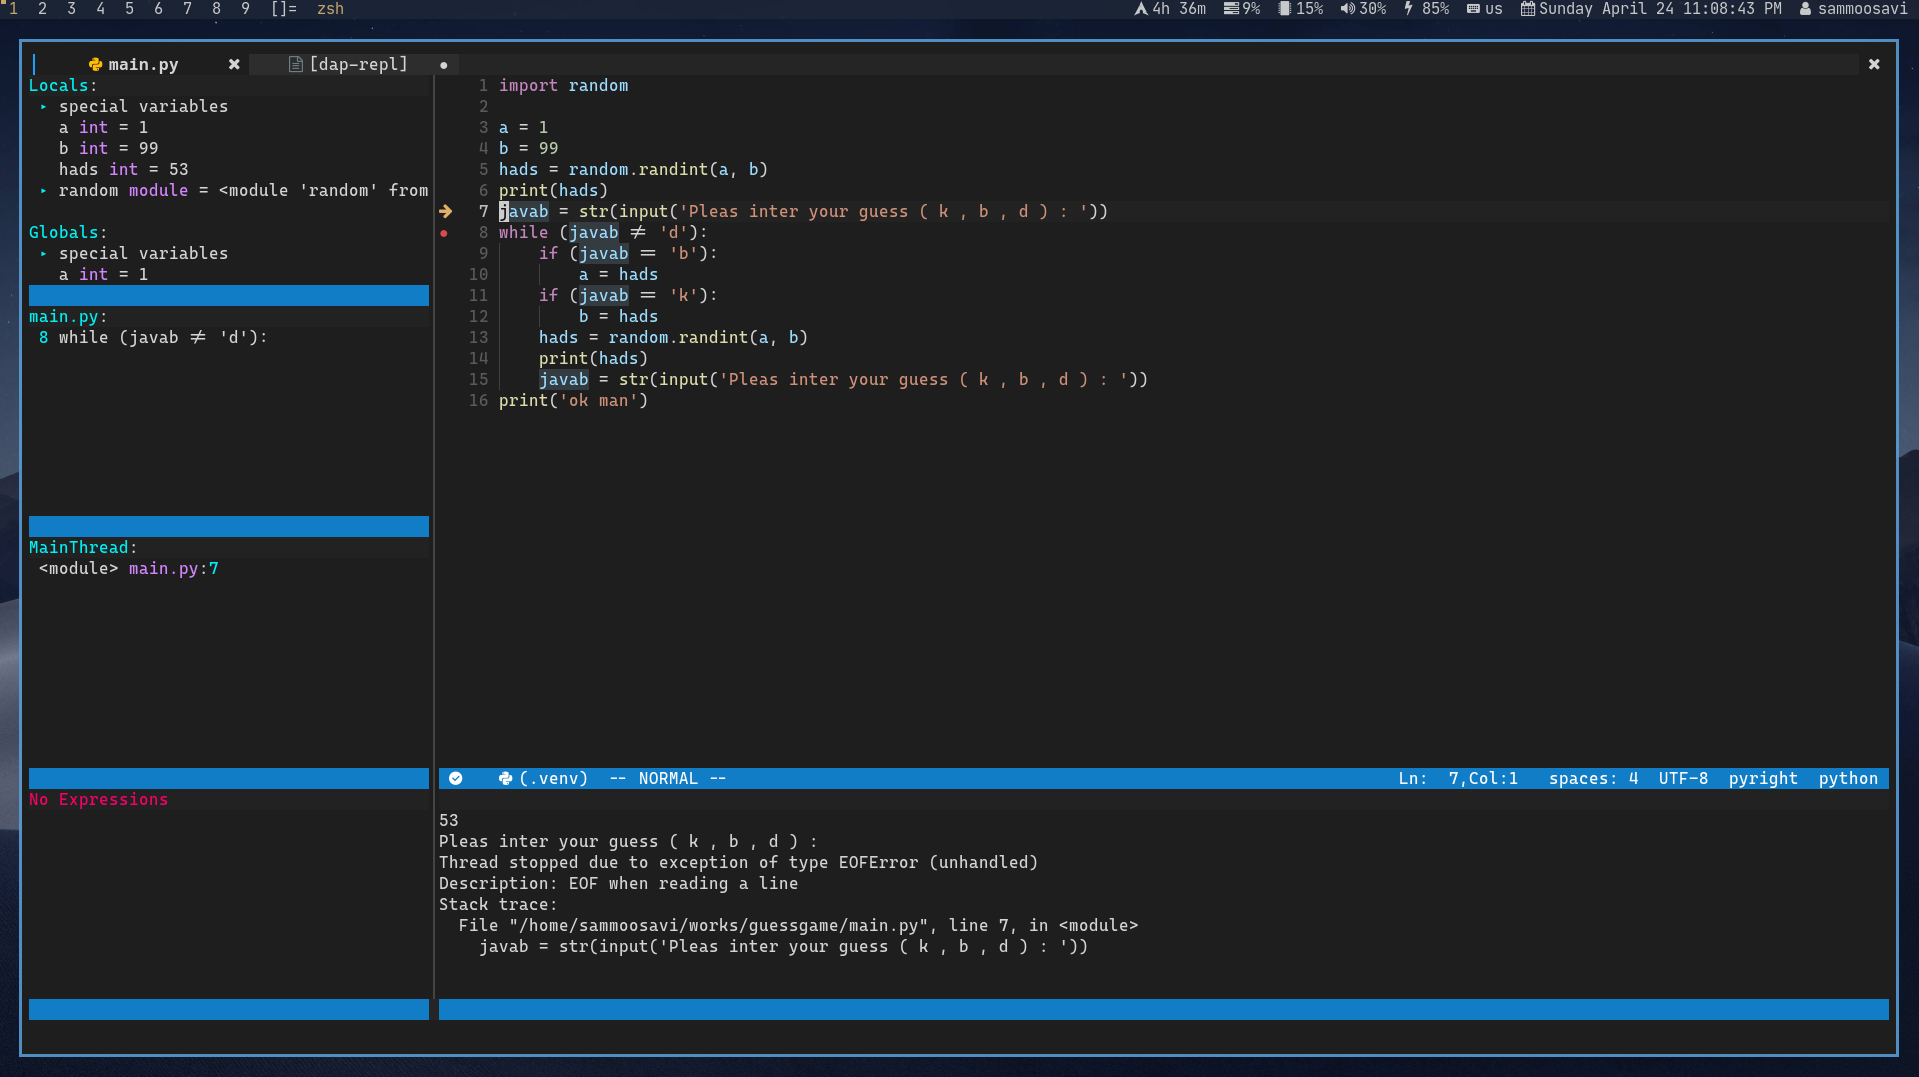 1 2 3 4 5 6 7 8 9 []= zsh 4h 36m 9% 15% 30% 85% us Sunday April 24 11:08:43 PM sammoosavi
main.py [dap-repl]
Locals:
special variables
a int = 1
b int = 99
hads int = 53
random module = <module 'random' from
Globals:
special variables
a int = 1
main.py:
8 while (javab ≠ 'd'):
MainThread:
<module> main.py:7
No Expressions
1 import random
2
3 a = 1
4 b = 99
5 hads = random.randint(a, b)
6 print(hads)
7 javab = str(input('Pleas inter your guess ( k , b , d ) : '))
8 while (javab ≠ 'd'):
9 if (javab == 'b'):
10 a = hads
11 if (javab == 'k'):
12 b = hads
13 hads = random.randint(a, b)
14 print(hads)
15 javab = str(input('Pleas inter your guess ( k , b , d ) : '))
16 print('ok man')
(.venv) -- NORMAL -- Ln: 7,Col:1 spaces: 4 UTF-8 pyright python
53
Pleas inter your guess ( k , b , d ) :
Thread stopped due to exception of type EOFError (unhandled)
Description: EOF when reading a line
Stack trace:
File "/home/sammoosavi/works/guessgame/main.py", line 7, in <module>
javab = str(input('Pleas inter your guess ( k , b , d ) : '))